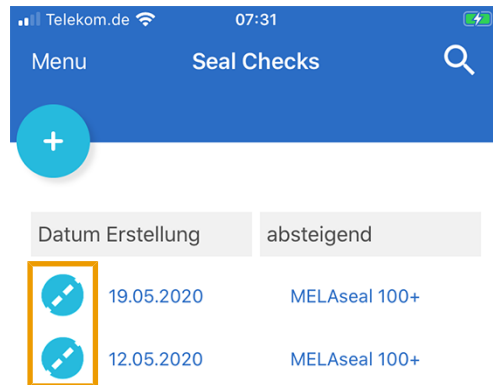 Telekom.de 07:31
Menu Seal Checks
+
Datum Erstellung absteigend
19.05.2020 MELAseal 100+
12.05.2020 MELAseal 100+